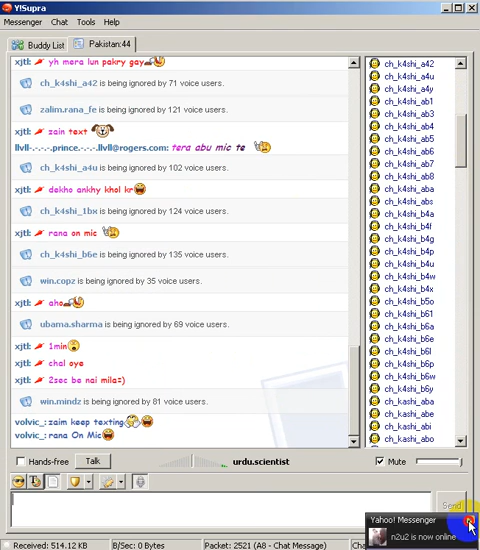 Y!Supra
Messenger Chat Tools Help
Buddy List Pakistan:44
xjtl: yh mera lun pakry gay
ch_k4shi_a42 is being ignored by 71 voice users.
zalim.rana_fe is being ignored by 121 voice users.
xjtl: zain text
llvll-.-.-.prince.-.-.llvll@rogers.com: tera abu mic te
ch_k4shi_a4u is being ignored by 102 voice users.
xjtl: dekho ankhy khol kr
ch_k4shi_1bx is being ignored by 124 voice users.
xjtl: rana on mic
ch_k4shi_b6e is being ignored by 135 voice users.
win.copz is being ignored by 35 voice users.
xjtl: aho
ubama.sharma is being ignored by 69 voice users.
xjtl: 1min
xjtl: chal oye
xjtl: 2sec be nai mila=)
win.mindz is being ignored by 81 voice users.
volvic_: zaim keep texting
volvic_: rana On Mic
ch_k4shi_a42
ch_k4shi_a4u
ch_k4shi_a4y
ch_k4shi_ab1
ch_k4shi_ab3
ch_k4shi_ab4
ch_k4shi_ab5
ch_k4shi_ab6
ch_k4shi_ab7
ch_k4shi_ab8
ch_k4shi_aba
ch_k4shi_abs
ch_k4shi_b4a
ch_k4shi_b4f
ch_k4shi_b4g
ch_k4shi_b4p
ch_k4shi_b4u
ch_k4shi_b4w
ch_k4shi_b4x
ch_k4shi_b5o
ch_k4shi_b61
ch_k4shi_b6a
ch_k4shi_b6e
ch_k4shi_b6l
ch_k4shi_b6p
ch_k4shi_b6w
ch_k4shi_b6y
ch_kashi_aba
ch_kashi_abi
ch_kashi_abo
Hands-free Talk urdu.scientist Mute
Send
Yahoo! Messenger
n2u2 is now online
Received: 514.12 KB B/Sec: 0 Bytes Packet: 2521 (A8 - Chat Message)